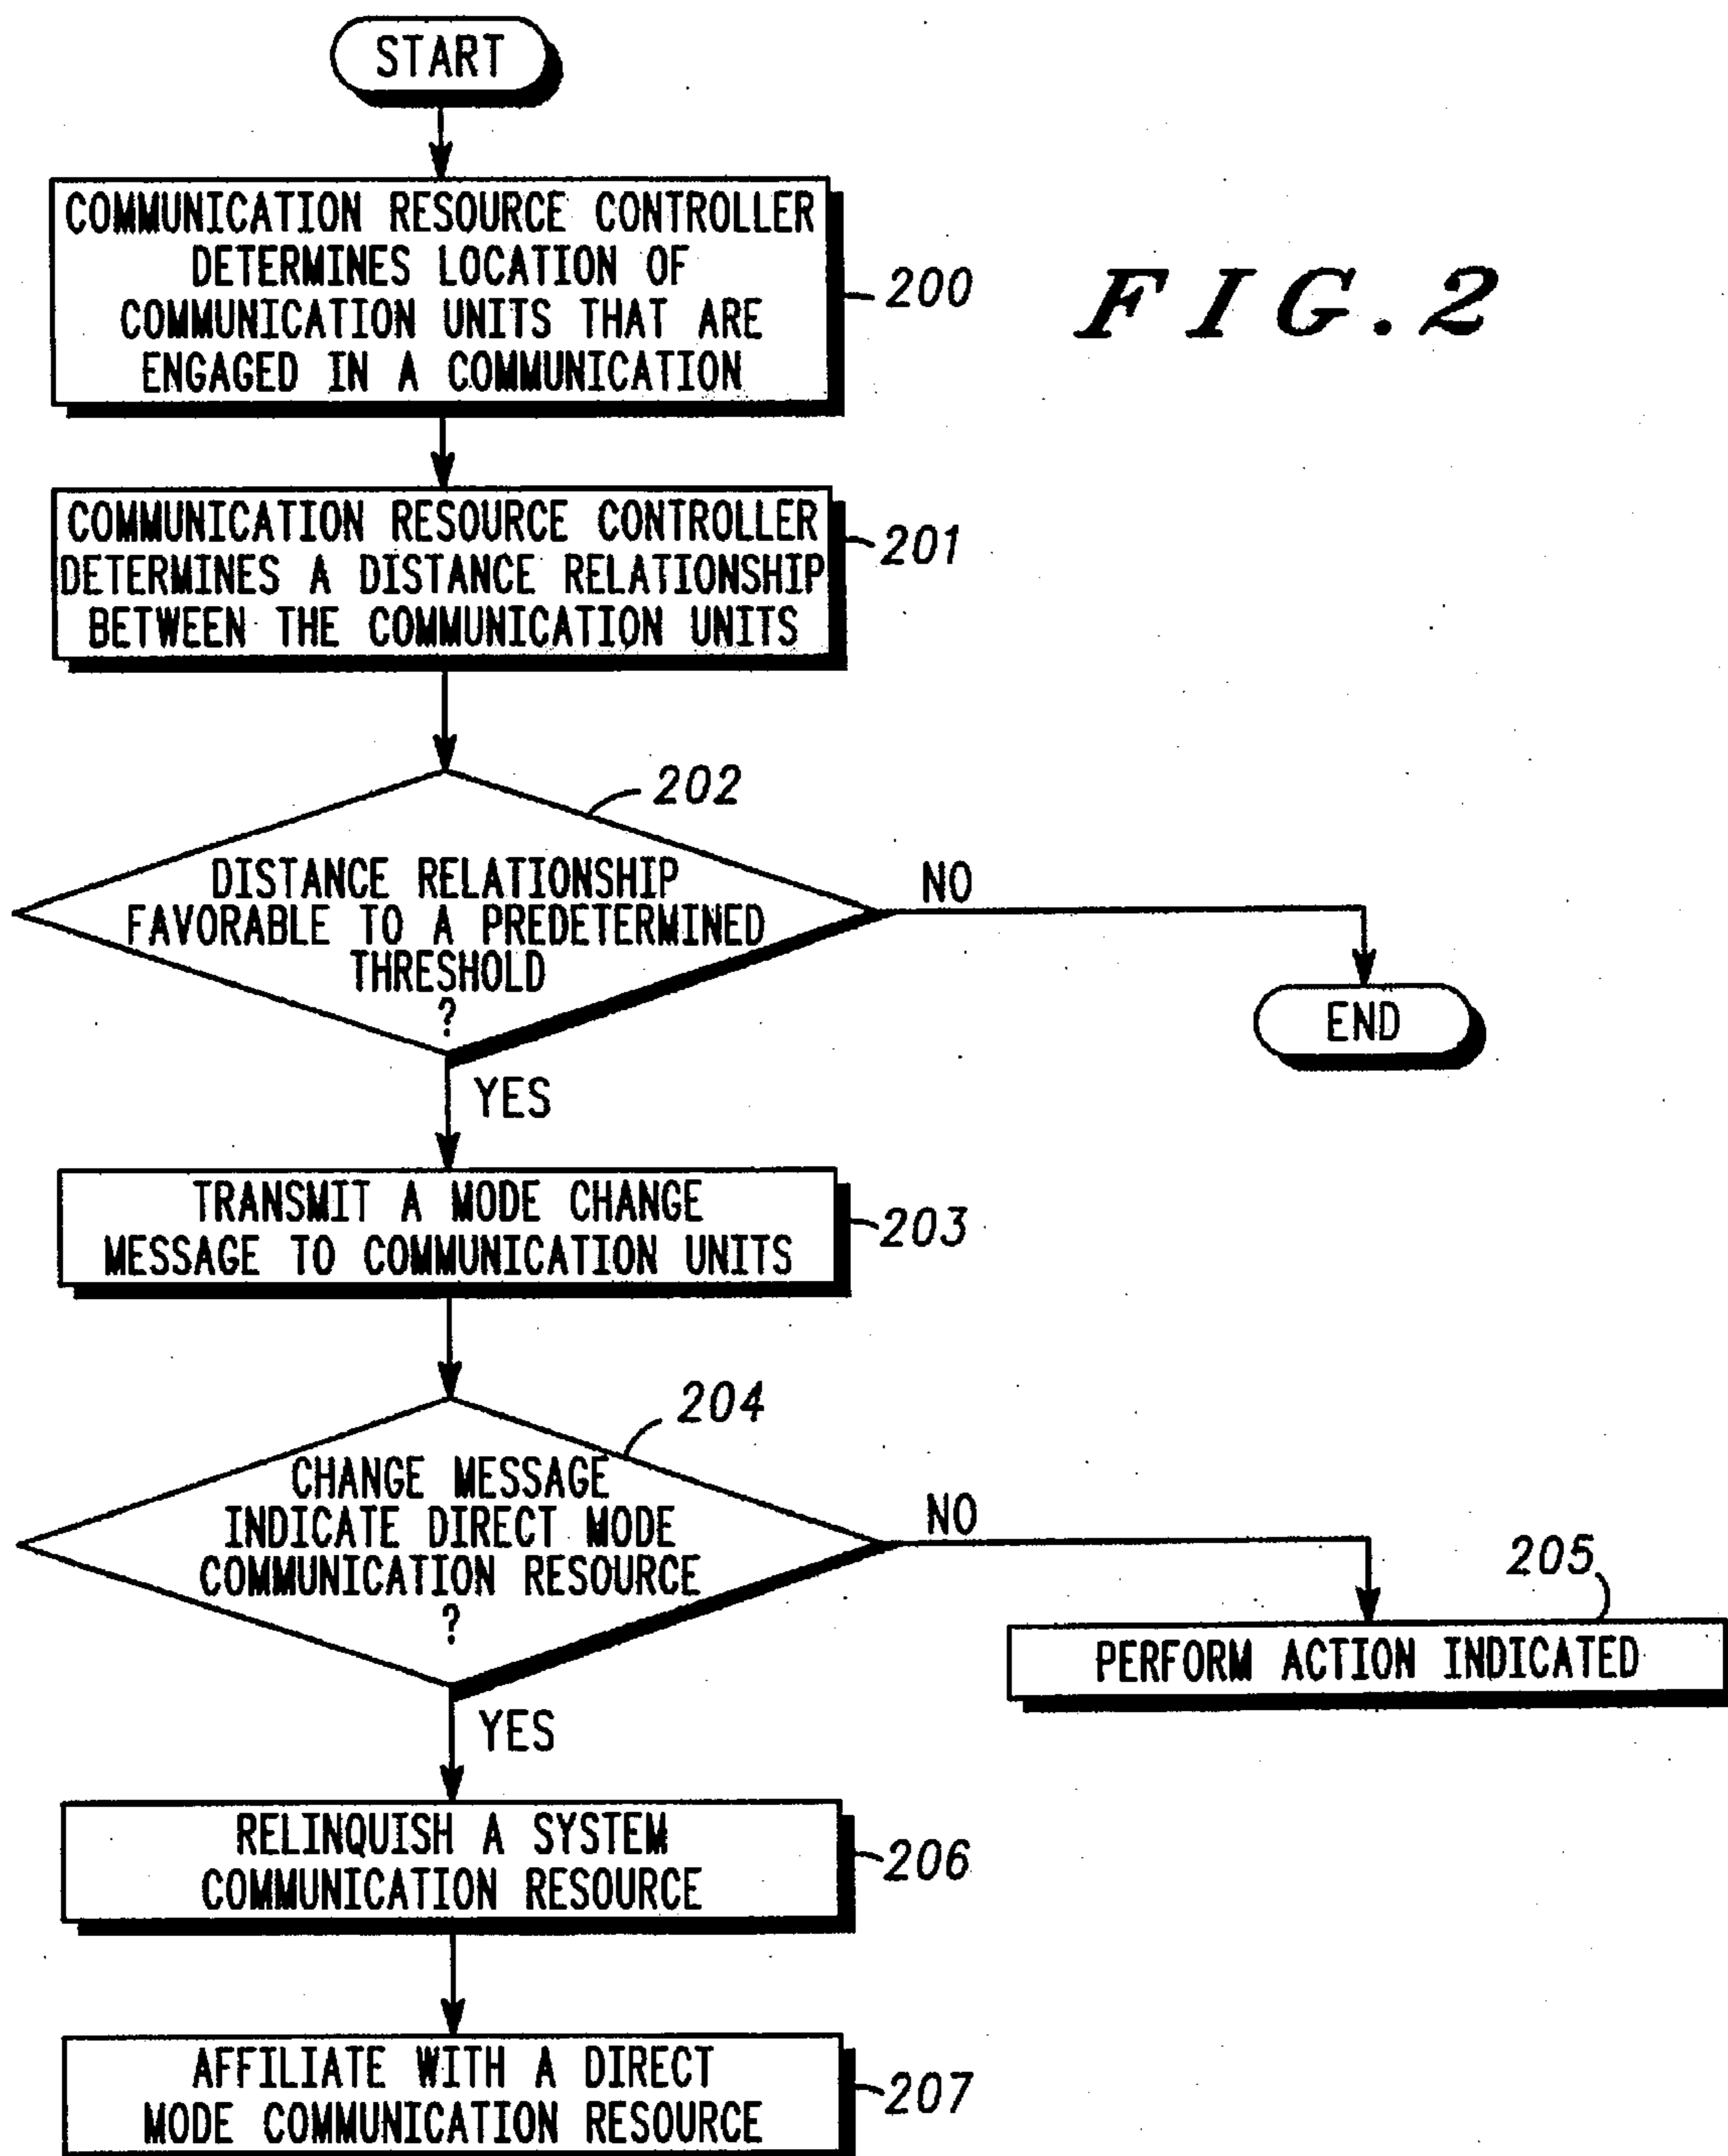 START
COMMUNICATION RESOURCE CONTROLLER
DETERMINES LOCATION OF
COMMUNICATION UNITS THAT ARE
ENGAGED IN A COMMUNICATION
200
FIG.2
COMMUNICATION RESOURCE CONTROLLER
DETERMINES A DISTANCE RELATIONSHIP
BETWEEN THE COMMUNICATION UNITS
201
202
DISTANCE RELATIONSHIP
FAVORABLE TO A PREDETERMINED
THRESHOLD
?
NO
END
YES
TRANSMIT A MODE CHANGE
MESSAGE TO COMMUNICATION UNITS
203
204
CHANGE MESSAGE
INDICATE DIRECT MODE
COMMUNICATION RESOURCE
?
NO
205
PERFORM ACTION INDICATED
YES
RELINQUISH A SYSTEM
COMMUNICATION RESOURCE
206
AFFILIATE WITH A DIRECT
MODE COMMUNICATION RESOURCE
207